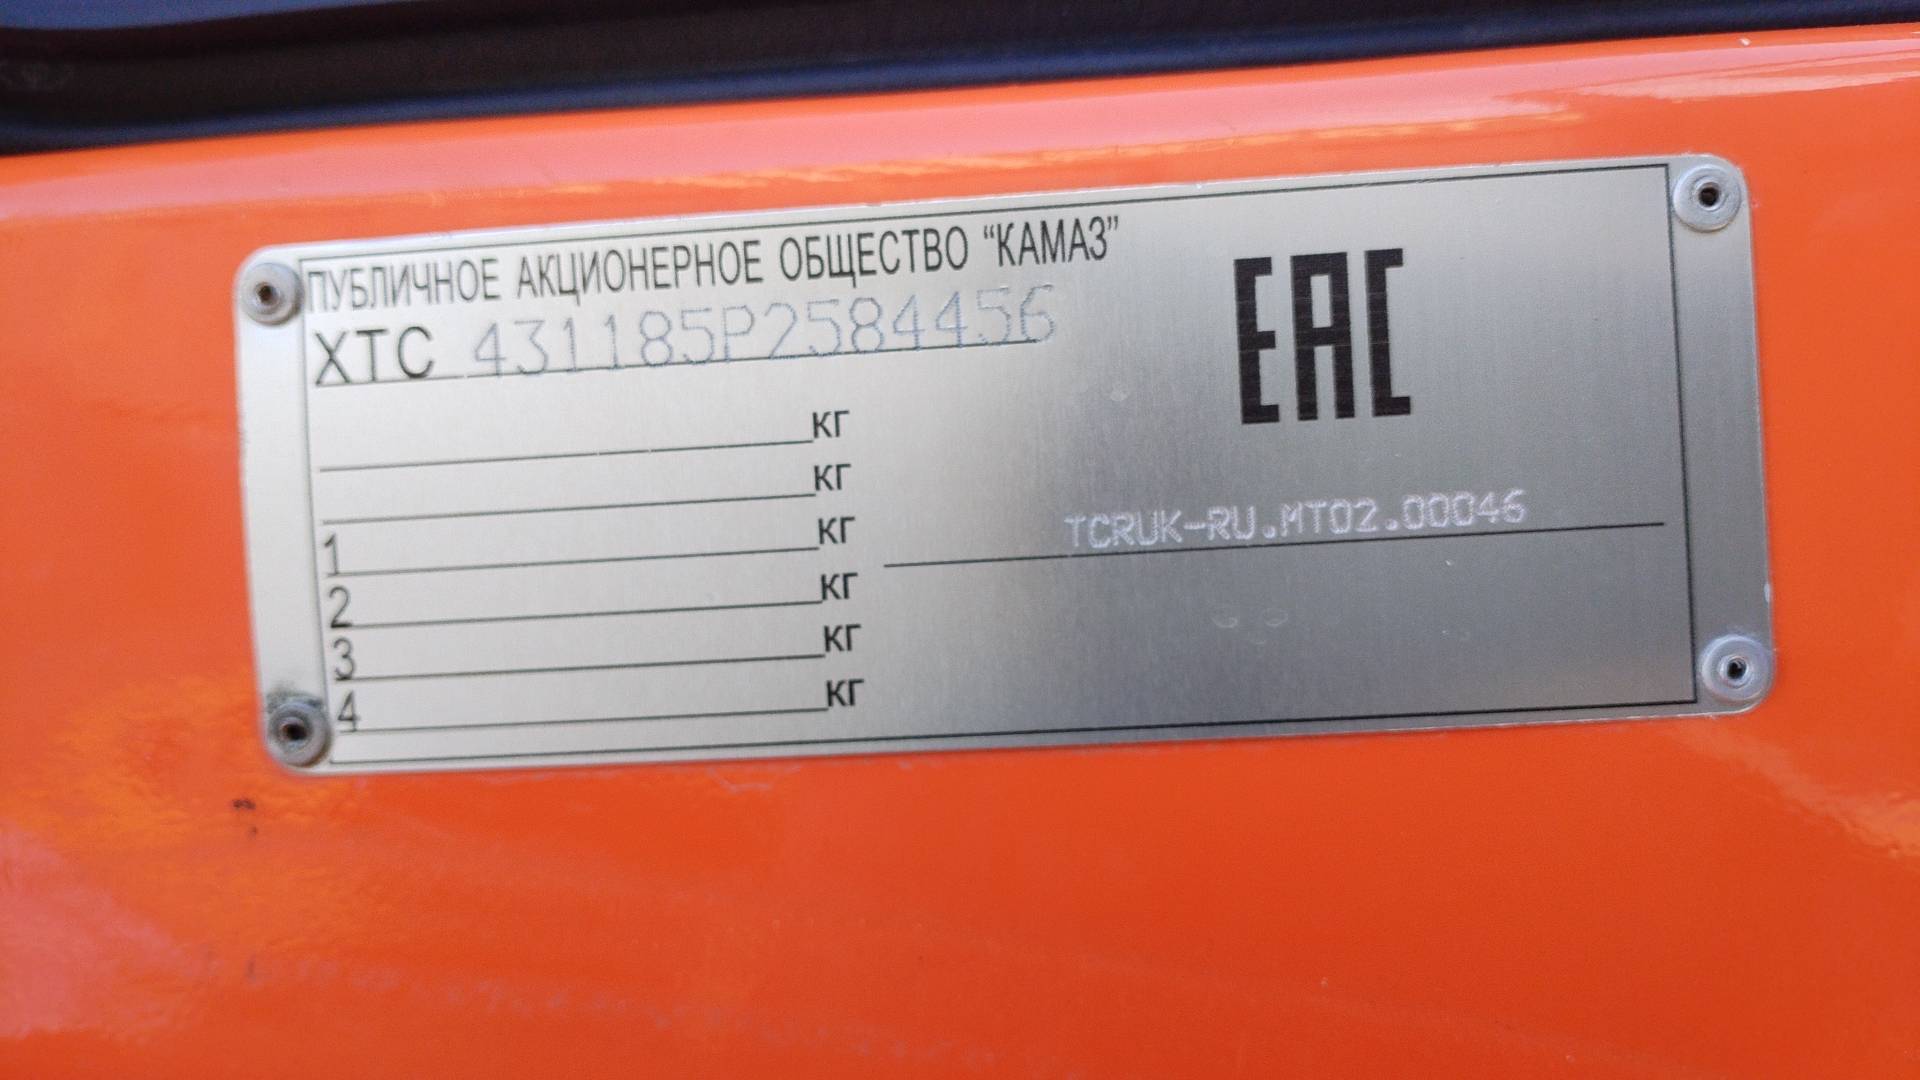 ПУБЛИЧНОЕ АКЦИОНЕРНОЕ ОБЩЕСТВО “КАМАЗ”
XTC 431185P2584456
EAC
КГ
КГ
1 КГ
TCRUK-RU.MT02.00046
2 КГ
3 КГ
4 КГ